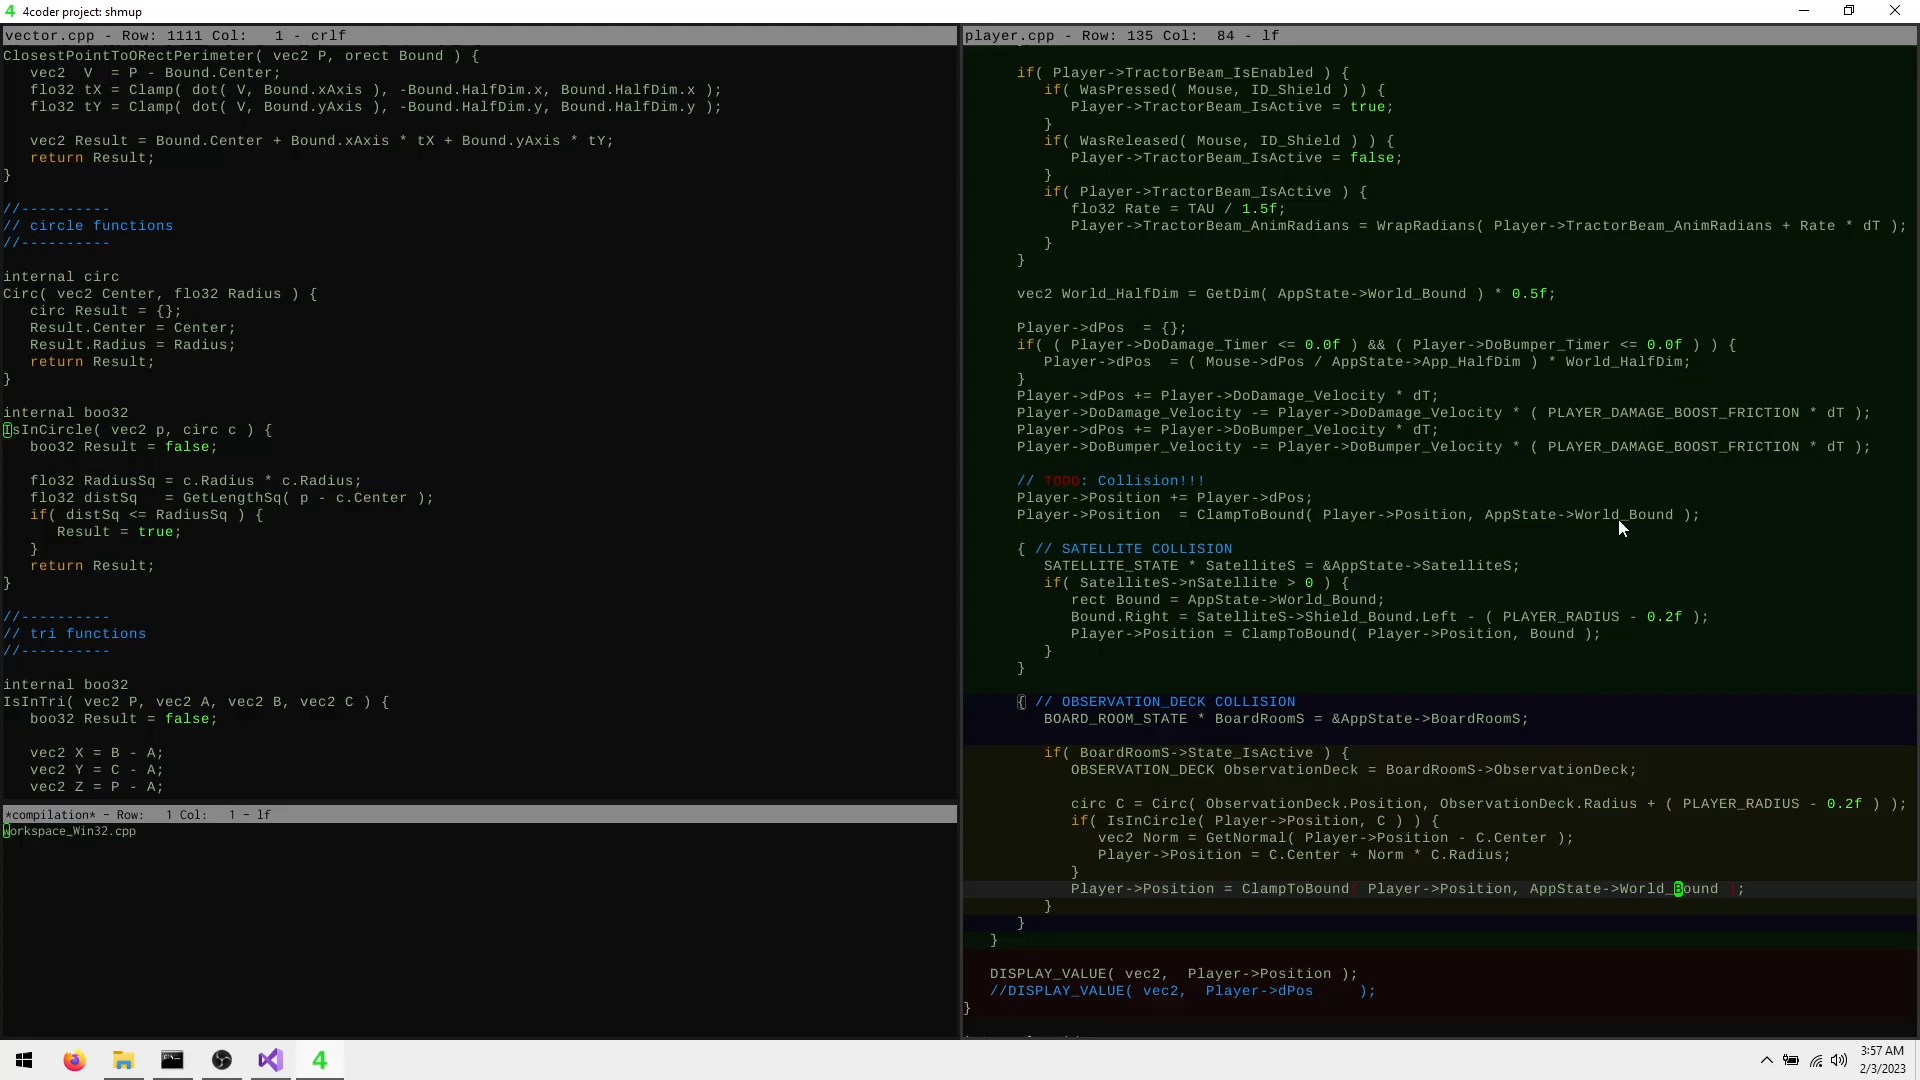 4 4coder project: shmup
vector.cpp - Row: 1111 Col:   1 - crlf
ClosestPointToORectPerimeter( vec2 P, orect Bound ) {
   vec2  V  = P - Bound.Center;
   flo32 tX = Clamp( dot( V, Bound.xAxis ), -Bound.HalfDim.x, Bound.HalfDim.x );
   flo32 tY = Clamp( dot( V, Bound.yAxis ), -Bound.HalfDim.y, Bound.HalfDim.y );
   vec2 Result = Bound.Center + Bound.xAxis * tX + Bound.yAxis * tY;
   return Result;
}
//----------
// circle functions
//----------
internal circ
Circ( vec2 Center, flo32 Radius ) {
   circ Result = {};
   Result.Center = Center;
   Result.Radius = Radius;
   return Result;
}
internal boo32
IsInCircle( vec2 p, circ c ) {
   boo32 Result = false;
   flo32 RadiusSq = c.Radius * c.Radius;
   flo32 distSq   = GetLengthSq( p - c.Center );
   if( distSq <= RadiusSq ) {
      Result = true;
   }
   return Result;
}
//----------
// tri functions
//----------
internal boo32
IsInTri( vec2 P, vec2 A, vec2 B, vec2 C ) {
   boo32 Result = false;
   vec2 X = B - A;
   vec2 Y = C - A;
   vec2 Z = P - A;
*compilation* - Row:   1 Col:   1 - lf
workspace_Win32.cpp
player.cpp - Row: 135 Col:  84 - lf
      if( Player->TractorBeam_IsEnabled ) {
         if( WasPressed( Mouse, ID_Shield ) ) {
            Player->TractorBeam_IsActive = true;
         }
         if( WasReleased( Mouse, ID_Shield ) ) {
            Player->TractorBeam_IsActive = false;
         }
         if( Player->TractorBeam_IsActive ) {
            flo32 Rate = TAU / 1.5f;
            Player->TractorBeam_AnimRadians = WrapRadians( Player->TractorBeam_AnimRadians + Rate * dT );
         }
      }
      vec2 World_HalfDim = GetDim( AppState->World_Bound ) * 0.5f;
      Player->dPos  = {};
      if( ( Player->DoDamage_Timer <= 0.0f ) && ( Player->DoBumper_Timer <= 0.0f ) ) {
         Player->dPos  = ( Mouse->dPos / AppState->App_HalfDim ) * World_HalfDim;
      }
      Player->dPos += Player->DoDamage_Velocity * dT;
      Player->DoDamage_Velocity -= Player->DoDamage_Velocity * ( PLAYER_DAMAGE_BOOST_FRICTION * dT );
      Player->dPos += Player->DoBumper_Velocity * dT;
      Player->DoBumper_Velocity -= Player->DoBumper_Velocity * ( PLAYER_DAMAGE_BOOST_FRICTION * dT );
      // TODO: Collision!!!
      Player->Position += Player->dPos;
      Player->Position  = ClampToBound( Player->Position, AppState->World_Bound );
      { // SATELLITE COLLISION
         SATELLITE_STATE * SatelliteS = &AppState->SatelliteS;
         if( SatelliteS->nSatellite > 0 ) {
            rect Bound = AppState->World_Bound;
            Bound.Right = SatelliteS->Shield_Bound.Left - ( PLAYER_RADIUS - 0.2f );
            Player->Position = ClampToBound( Player->Position, Bound );
         }
      }
      { // OBSERVATION_DECK COLLISION
         BOARD_ROOM_STATE * BoardRoomS = &AppState->BoardRoomS;
         if( BoardRoomS->State_IsActive ) {
            OBSERVATION_DECK ObservationDeck = BoardRoomS->ObservationDeck;
            circ C = Circ( ObservationDeck.Position, ObservationDeck.Radius + ( PLAYER_RADIUS - 0.2f ) );
            if( IsInCircle( Player->Position, C ) ) {
               vec2 Norm = GetNormal( Player->Position - C.Center );
               Player->Position = C.Center + Norm * C.Radius;
            }
            Player->Position = ClampToBound( Player->Position, AppState->World_Bound );
         }
      }
   }
   DISPLAY_VALUE( vec2,  Player->Position );
   //DISPLAY_VALUE( vec2,  Player->dPos     );
}
4
3:57 AM
2/3/2023